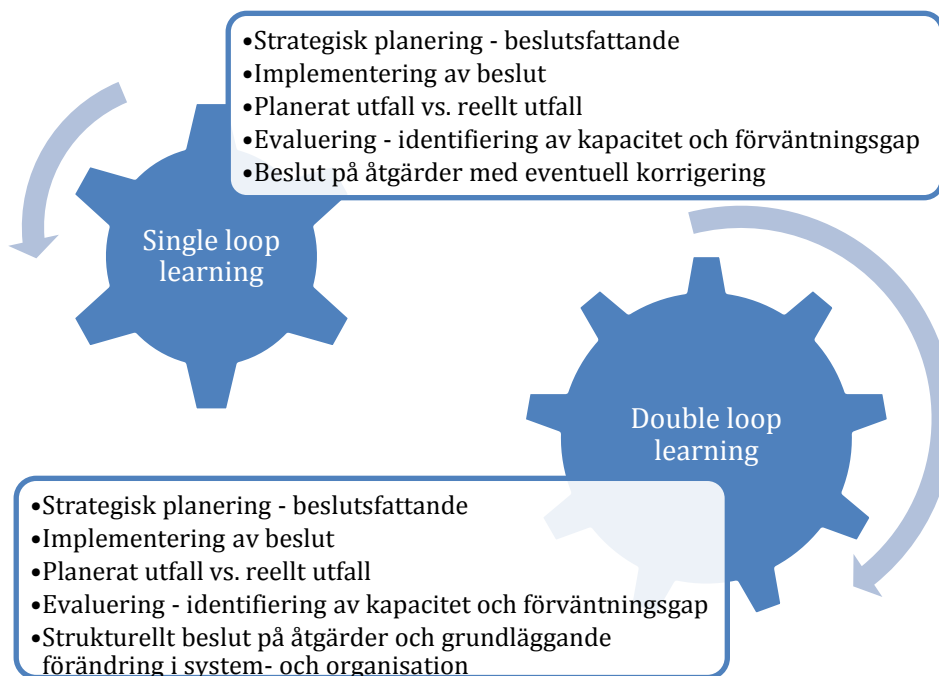 •Strategisk planering - beslutsfattande
•Implementering av beslut
•Planerat utfall vs. reellt utfall
•Evaluering - identifiering av kapacitet och förväntningsgap
•Beslut på åtgärder med eventuell korrigering
Single loop
learning
Double loop
learning
•Strategisk planering - beslutsfattande
•Implementering av beslut
•Planerat utfall vs. reellt utfall
•Evaluering - identifiering av kapacitet och förväntningsgap
•Strukturellt beslut på åtgärder och grundläggande
förändring i system- och organisation